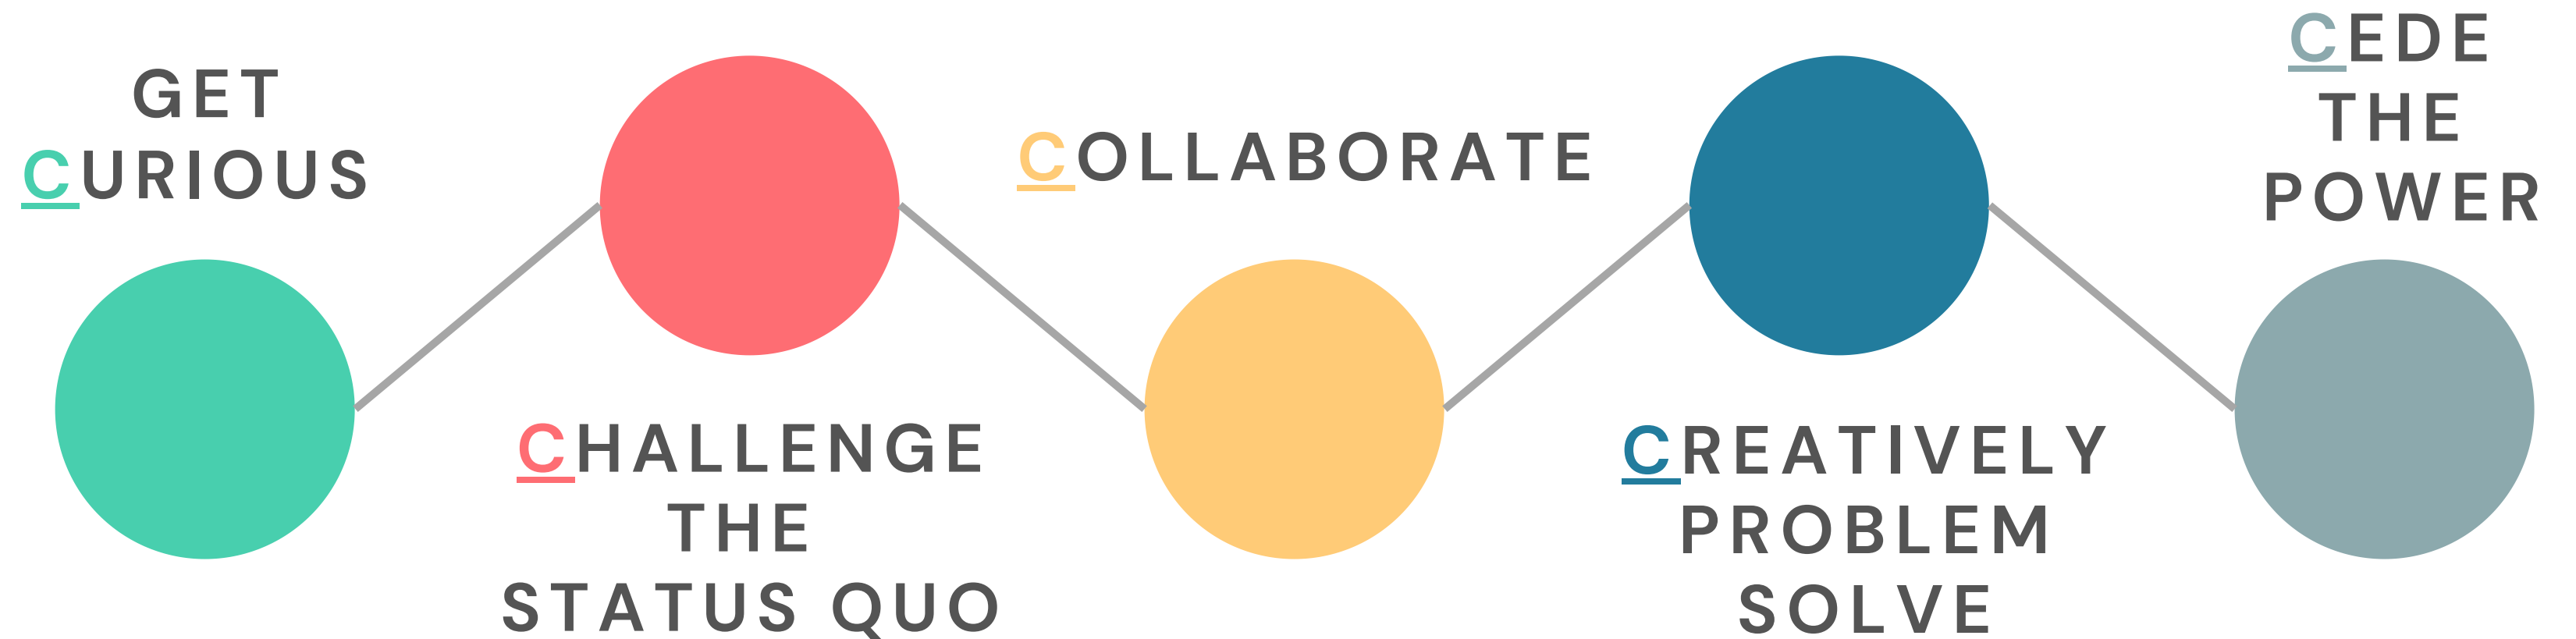 GET
CURIOUS
CHALLENGE
THE
STATUS QUO
COLLABORATE
CREATIVELY
PROBLEM
SOLVE
CEDE
THE
POWER